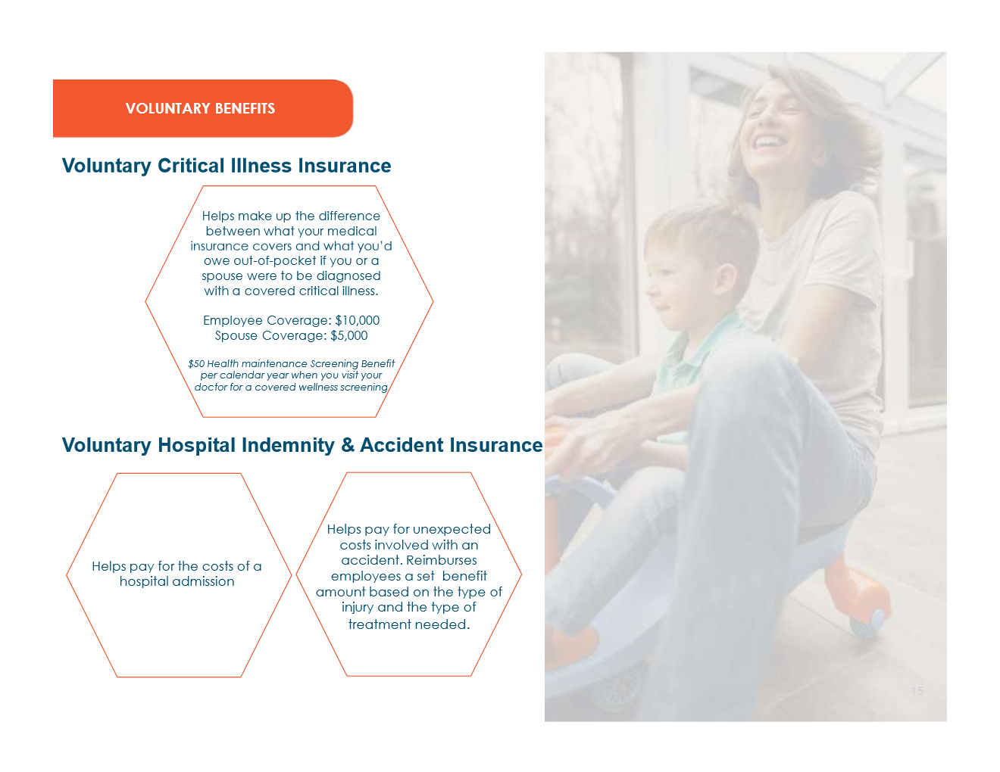 VOLUNTARY BENEFITS
Voluntary Critical Illness Insurance
Helps make up the difference
between what your medical
insurance covers and what you’d
owe out-of-pocket if you or a
spouse were to be diagnosed
with a covered critical illness.
Employee Coverage: $10,000
Spouse Coverage: $5,000
$50 Health maintenance Screening Benefit
per calendar year when you visit your
doctor for a covered wellness screening.
Voluntary Hospital Indemnity & Accident Insurance
Helps pay for the costs of a
hospital admission
Helps pay for unexpected
costs involved with an
accident. Reimburses
employees a set  benefit
amount based on the type of
injury and the type of
treatment needed.
15